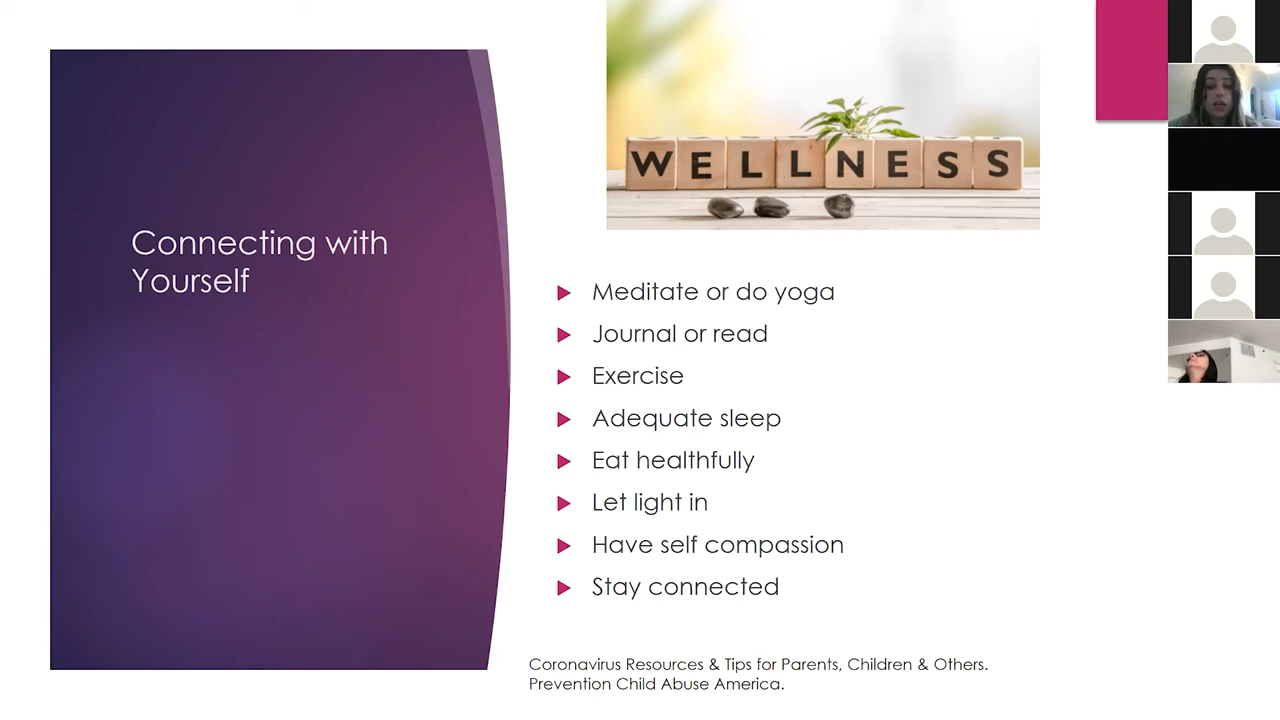 WELLNESS
Connecting with
Yourself
Meditate or do yoga
Journal or read
Exercise
Adequate sleep
Eat healthfully
Let light in
Have self compassion
Stay connected
Coronavirus Resources & Tips for Parents, Children & Others.
Prevention Child Abuse America.